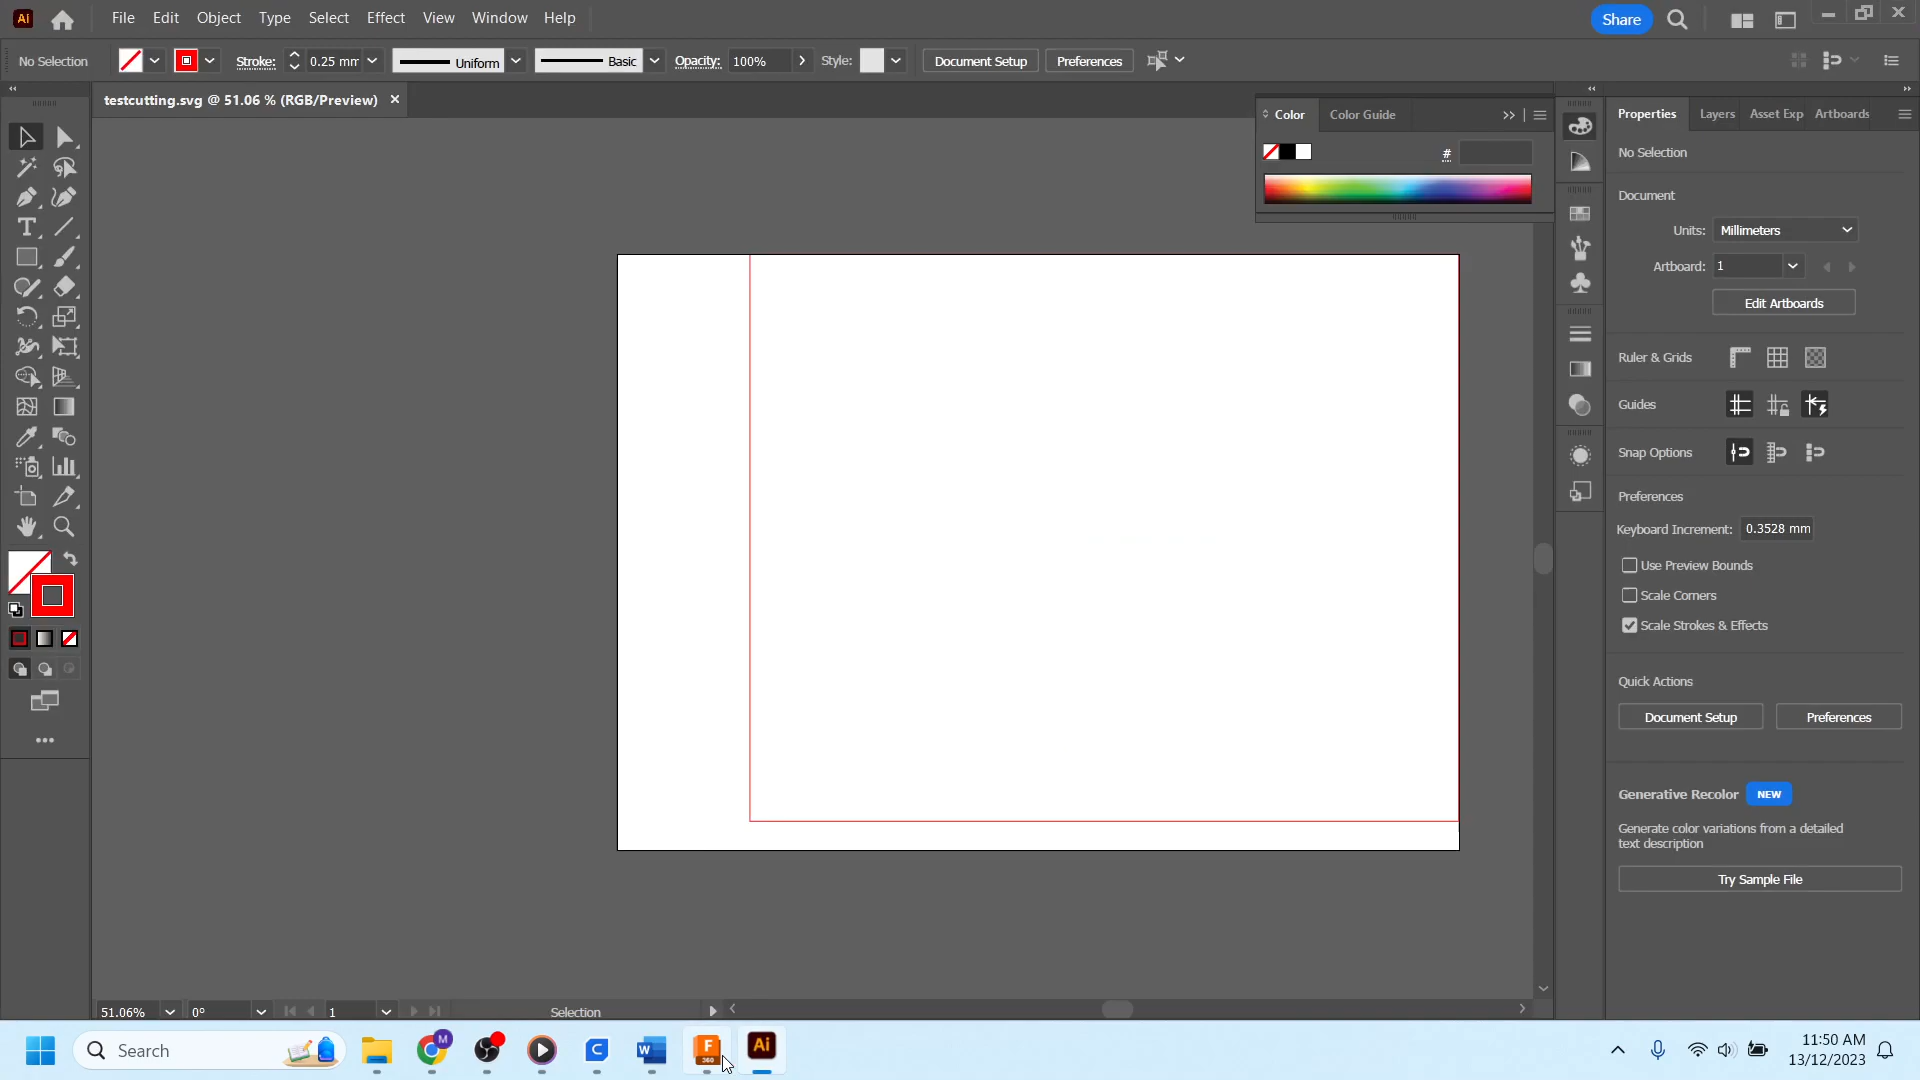 Ai File Edit Object Type Select Effect View Window Help Share
No Selection Stroke: 0.25 mm Uniform Basic Opacity: 100% Style: Document Setup Preferences
testcutting.svg @ 51.06 % (RGB/Preview) ×
Color Color Guide
#
Properties Layers Asset Exp Artboards
No Selection
Document
Units: Millimeters
Artboard: 1
Edit Artboards
Ruler & Grids
Guides
Snap Options
Preferences
Keyboard Increment: 0.3528 mm
Use Preview Bounds
Scale Corners
Scale Strokes & Effects
Quick Actions
Document Setup Preferences
Generative Recolor NEW
Generate color variations from a detailed
text description
Try Sample File
51.06% 0° 1 Selection
Search M C W F 360 Ai
11:50 AM
13/12/2023